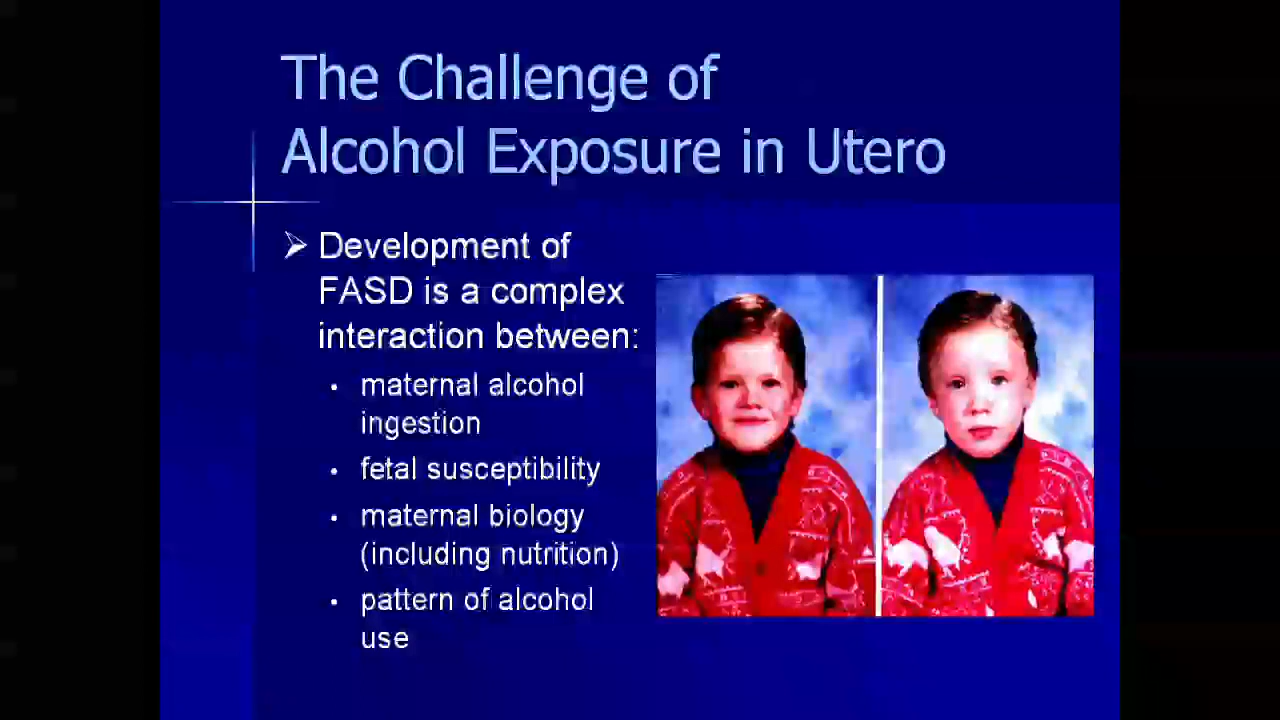 The Challenge of
Alcohol Exposure in Utero
Development of
FASD is a complex
interaction between:
maternal alcohol
ingestion
fetal susceptibility
maternal biology
(including nutrition)
pattern of alcohol
use